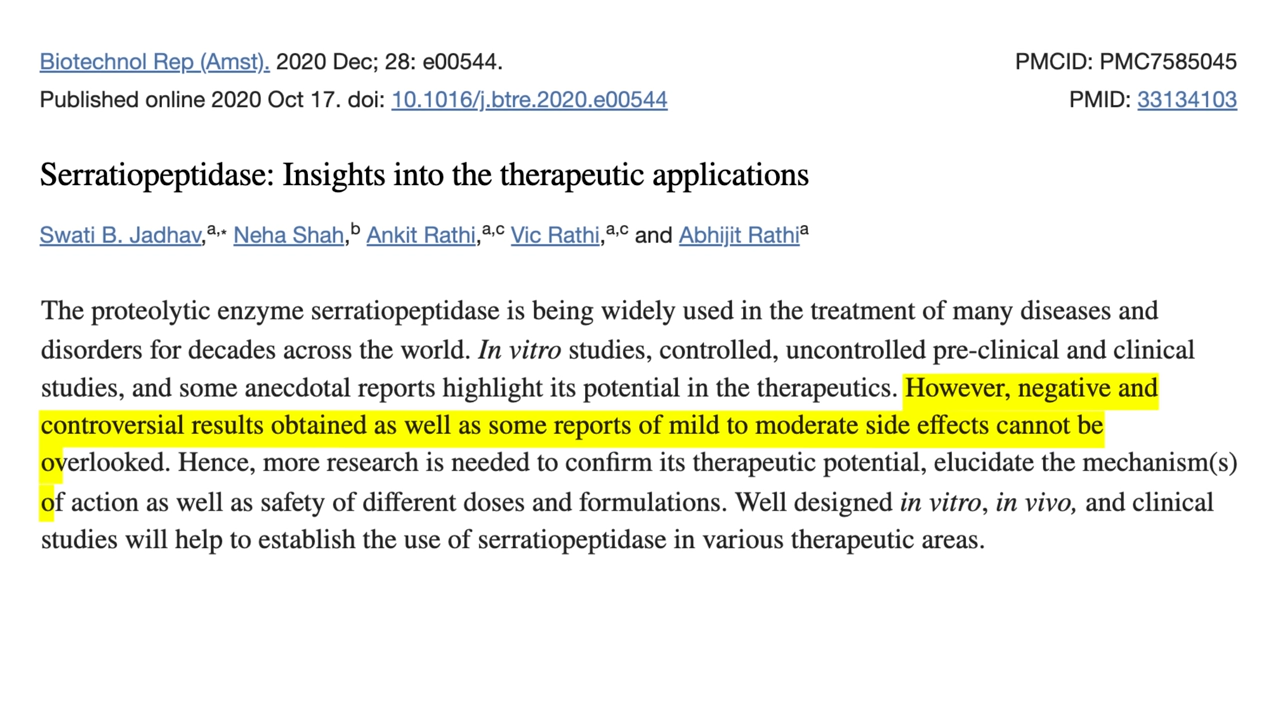 Biotechnol Rep (Amst). 2020 Dec; 28: e00544. PMCID: PMC7585045
Published online 2020 Oct 17. doi: 10.1016/j.btre.2020.e00544 PMID: 33134103
Serratiopeptidase: Insights into the therapeutic applications
Swati B. Jadhav,a,* Neha Shah,b Ankit Rathi,a,c Vic Rathi,a,c and Abhijit Rathia
The proteolytic enzyme serratiopeptidase is being widely used in the treatment of many diseases and
disorders for decades across the world. In vitro studies, controlled, uncontrolled pre-clinical and clinical
studies, and some anecdotal reports highlight its potential in the therapeutics. However, negative and
controversial results obtained as well as some reports of mild to moderate side effects cannot be
overlooked. Hence, more research is needed to confirm its therapeutic potential, elucidate the mechanism(s)
of action as well as safety of different doses and formulations. Well designed in vitro, in vivo, and clinical
studies will help to establish the use of serratiopeptidase in various therapeutic areas.